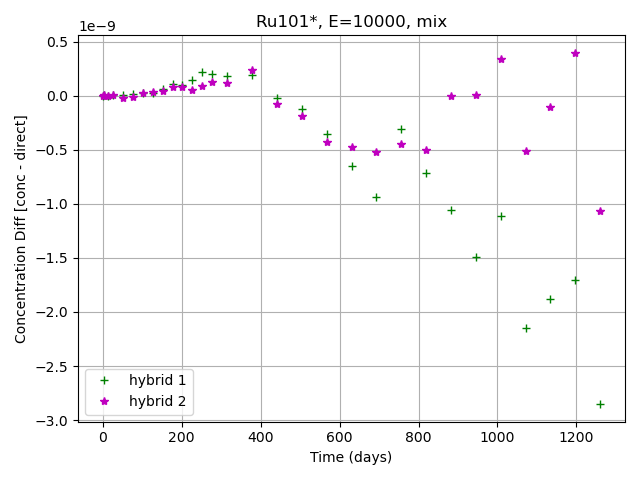 Ru101*, E=10000, mix
1e−9
Concentration Diff [conc - direct]
0.5
0.0
−0.5
−1.0
−1.5
−2.0
−2.5
−3.0
hybrid 1
hybrid 2
0 200 400 600 800 1000 1200
Time (days)